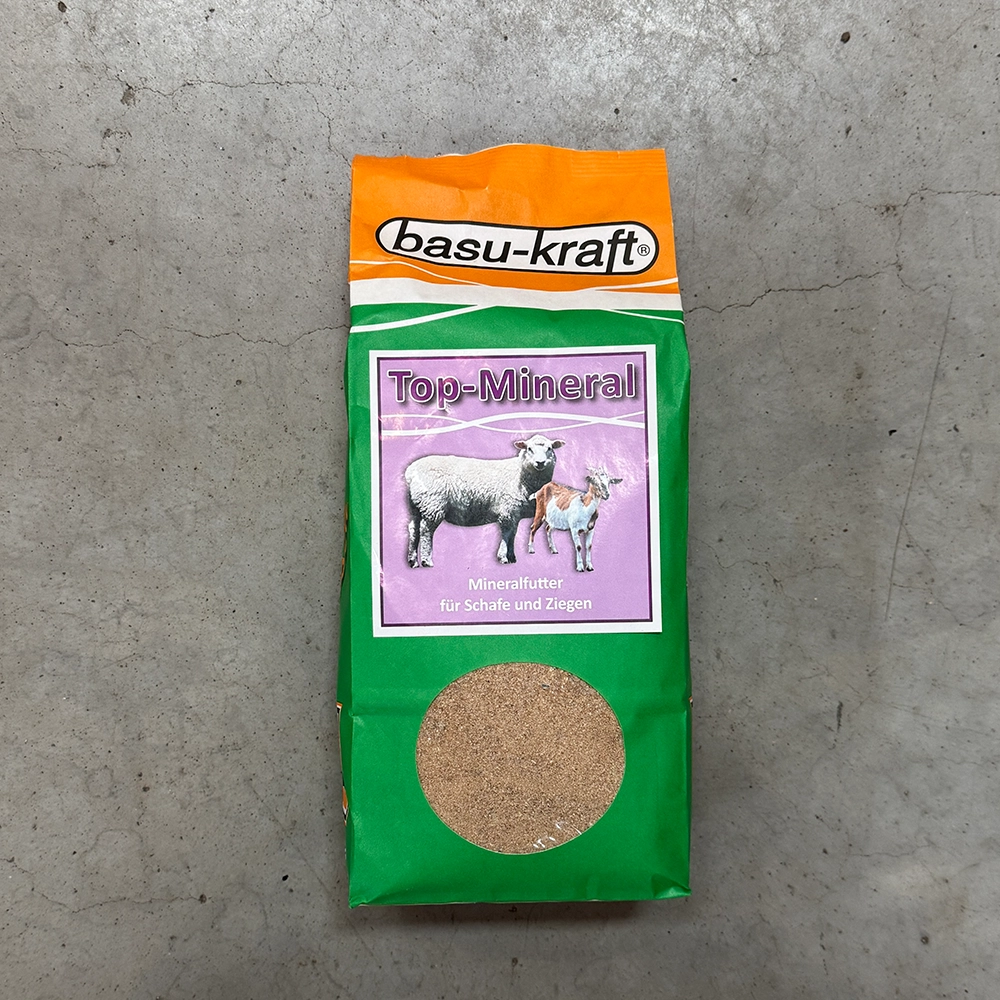 basu-kraft®
Top-Mineral
Mineralfutter
für Schafe und Ziegen